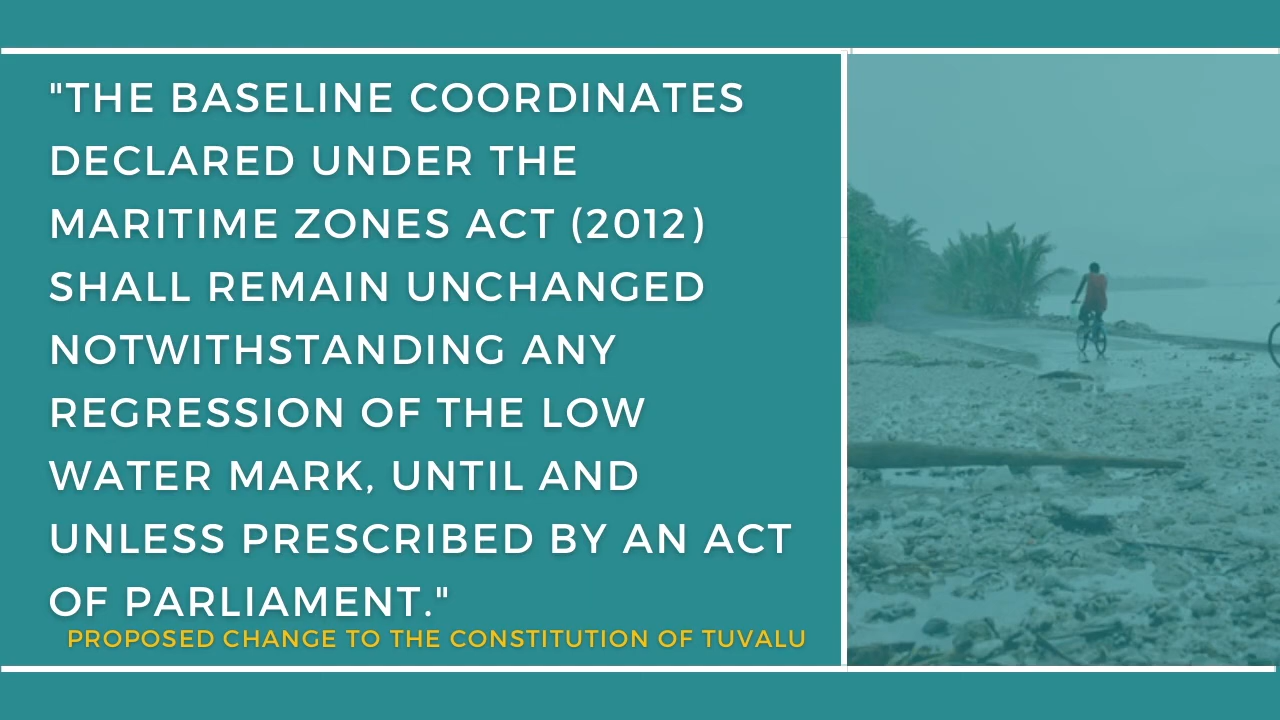 "THE BASELINE COORDINATES
DECLARED UNDER THE
MARITIME ZONES ACT (2012)
SHALL REMAIN UNCHANGED
NOTWITHSTANDING ANY
REGRESSION OF THE LOW
WATER MARK, UNTIL AND
UNLESS PRESCRIBED BY AN ACT
OF PARLIAMENT."
PROPOSED CHANGE TO THE CONSTITUTION OF TUVALU